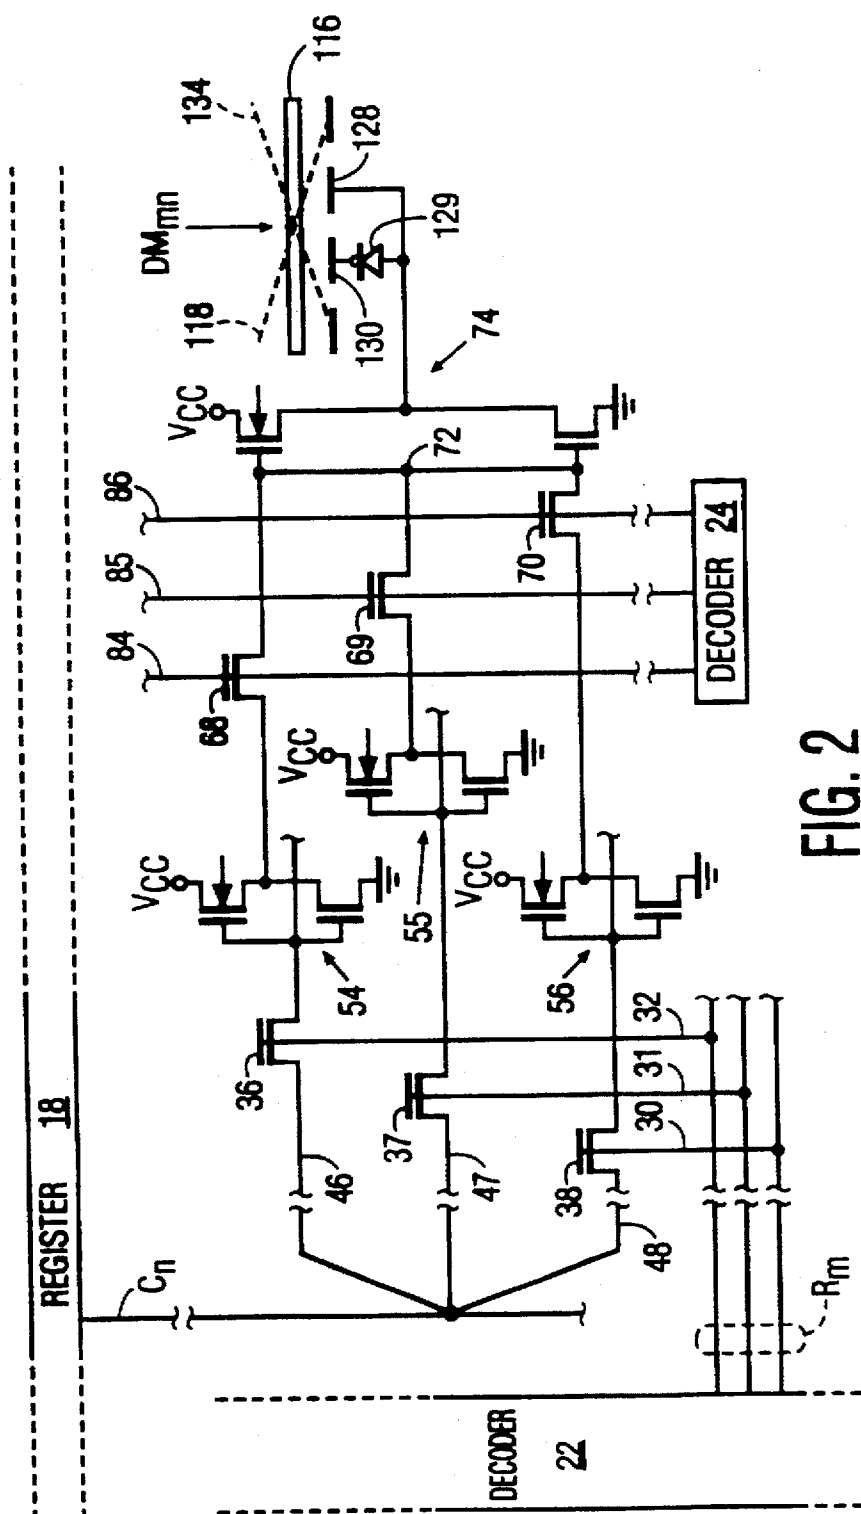 REGISTER 18
Cn
DECODER
22
Rm
46
47
48
36
37
38
30
31
32
54
55
56
VCC
VCC
VCC
VCC
68
69
70
84
85
86
72
74
DECODER 24
DMmn
118
134
116
130
129
128
FIG. 2